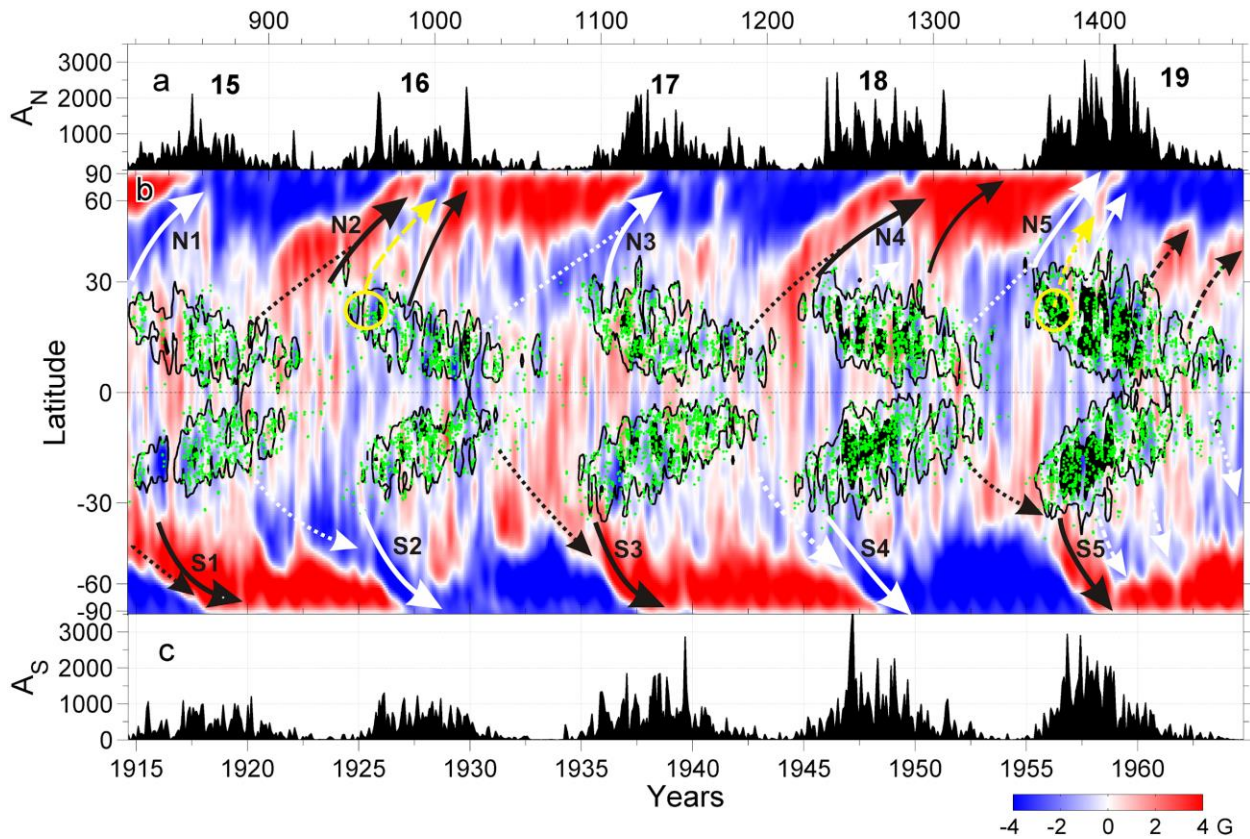 900 1000 1100 1200 1300 1400
a 15 16 17 18 19
A_N
3000
2000
1000
b
90
60
30
0
-30
-60
-90
Latitude
N1 N2 N3 N4 N5
S1 S2 S3 S4 S5
c
A_S
3000
2000
1000
0
1915 1920 1925 1930 1935 1940 1945 1950 1955 1960
Years
-4 -2 0 2 4 G